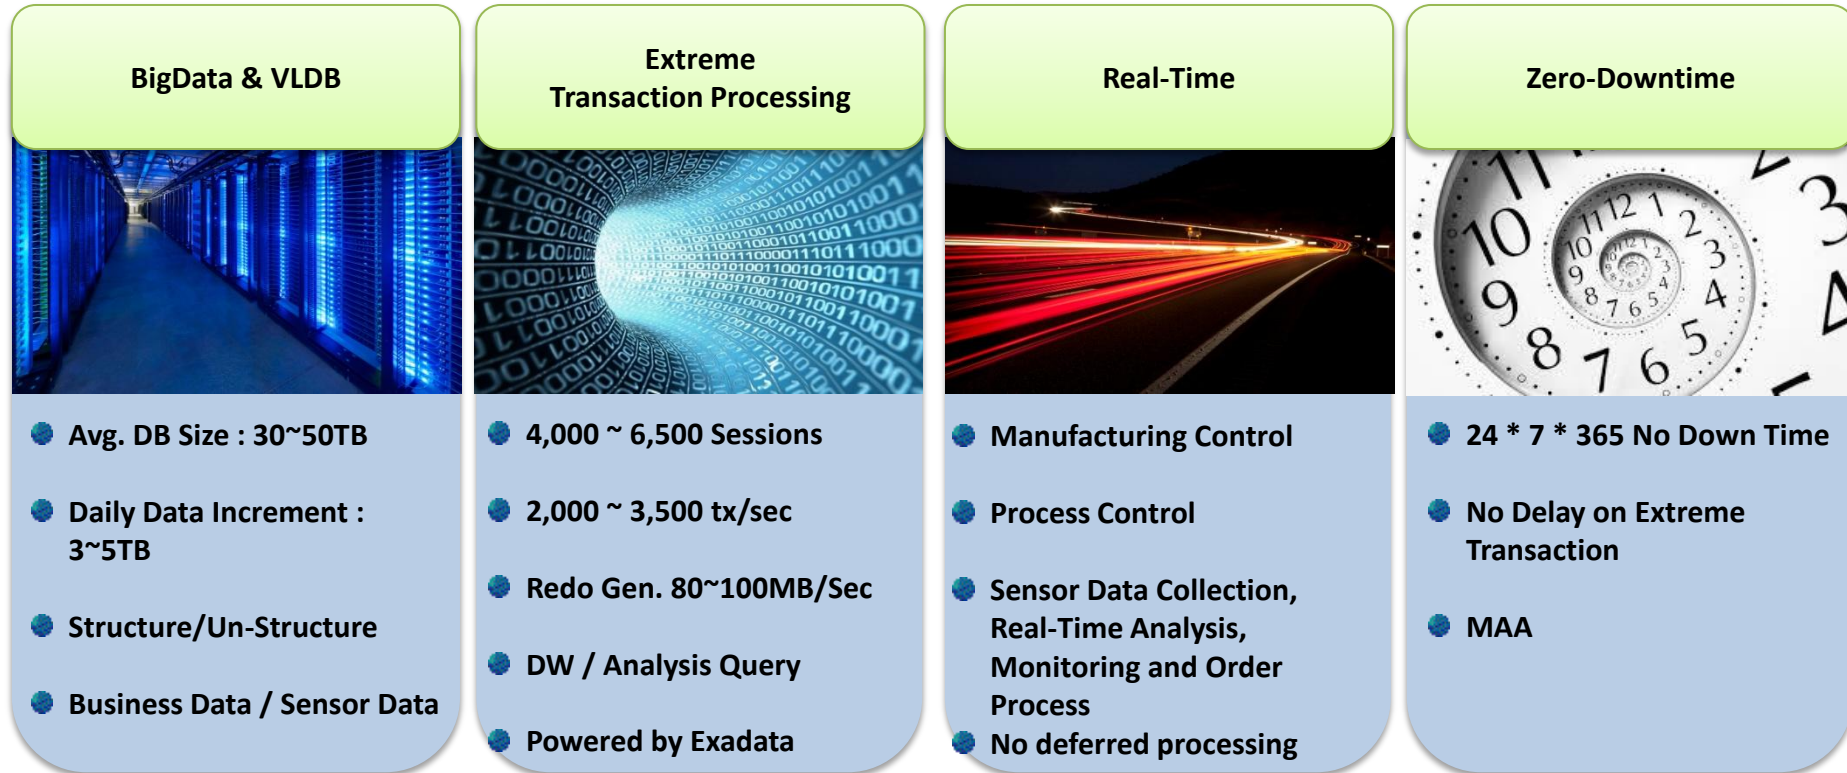 BigData & VLDB
Avg. DB Size : 30~50TB
Daily Data Increment :
3~5TB
Structure/Un-Structure
Business Data / Sensor Data
Extreme
Transaction Processing
4,000 ~ 6,500 Sessions
2,000 ~ 3,500 tx/sec
Redo Gen. 80~100MB/Sec
DW / Analysis Query
Powered by Exadata
Real-Time
Manufacturing Control
Process Control
Sensor Data Collection,
Real-Time Analysis,
Monitoring and Order
Process
No deferred processing
Zero-Downtime
24 * 7 * 365 No Down Time
No Delay on Extreme
Transaction
MAA